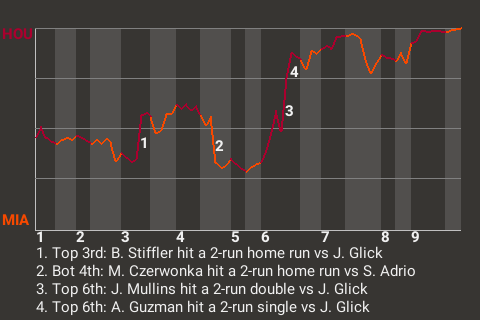 HOU
4
3
1
2
MIA
1 2 3 4 5 6 7 8 9
1. Top 3rd: B. Stiffler hit a 2-run home run vs J. Glick
2. Bot 4th: M. Czerwonka hit a 2-run home run vs S. Adrio
3. Top 6th: J. Mullins hit a 2-run double vs J. Glick
4. Top 6th: A. Guzman hit a 2-run single vs J. Glick